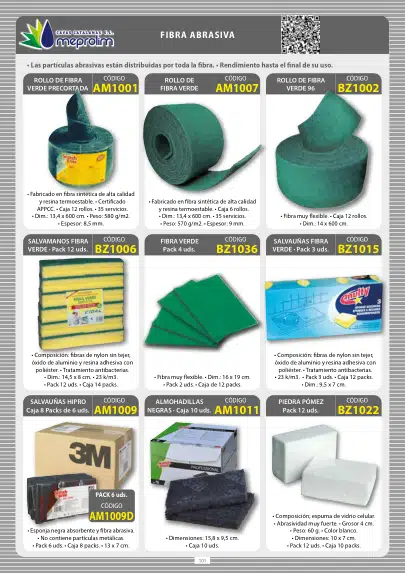 TAPAS CATALANAS S.L.
meprolim
FIBRA ABRASIVA
• Las partículas abrasivas están distribuidas por toda la fibra. • Rendimiento hasta el final de su uso.
ROLLO DE FIBRA
VERDE PRECORTADA
CÓDIGO
AM1001
• Fabricado en fibra sintética de alta calidad
y resina termoestable. • Certificado
APPCC. • Caja 12 rollos. • 35 servicios.
• Dim.: 13,4 x 600 cm. • Peso: 580 g/m2.
• Espesor: 8,5 mm.
ROLLO DE
FIBRA VERDE
CÓDIGO
AM1007
• Fabricado en fibra sintética de alta calidad
y resina termoestable. • Caja 6 rollos.
• Dim.: 13,4 x 600 cm. • 35 servicios.
Peso: 570 g/m2. • Espesor: 9 mm.
ROLLO DE FIBRA
VERDE 96
CÓDIGO
BZ1002
• Fibra muy flexible. • Caja 12 rollos.
• Dim.: 14 x 600 cm.
SALVAMANOS FIBRA
VERDE · Pack 12 uds.
CÓDIGO
BZ1006
• Composición: fibras de nylon sin tejer,
óxido de aluminio y resina adhesiva con
poliéster. • Tratamiento antibacterias.
• Dim.: 14,5 x 8 cm. • 23 k/m3.
• Pack 12 uds. • Caja 14 packs.
FIBRA VERDE
Pack 4 uds.
CÓDIGO
BZ1036
• Fibra muy flexible. • Dim.: 16 x 19 cm.
• Pack 2 uds. • Caja de 12 packs.
SALVAUÑAS FIBRA
VERDE · Pack 3 uds.
CÓDIGO
BZ1015
• Composición: fibras de nylon sin tejer,
óxido de aluminio y resina adhesiva con
poliéster. • Tratamiento antibacterias.
• 23 k/m3. • Pack 3 uds. • Caja 12 packs.
• Dim.: 9,5 x 7 cm.
SALVAUÑAS HIPRO
Caja 8 Packs de 6 uds.
CÓDIGO
AM1009
3M
PACK 6 uds.
CÓDIGO
AM1009D
• Esponja negra absorbente y fibra abrasiva.
• No contiene partículas metálicas.
• Pack 6 uds. • Caja 8 packs. • 13 x 7 cm.
ALMOHADILLAS
NEGRAS · Caja 10 uds.
CÓDIGO
AM1011
PROFESSIONAL
• Dimensiones: 15,8 x 9,5 cm.
• Caja 10 uds.
PIEDRA PÓMEZ
Pack 12 uds.
CÓDIGO
BZ1022
• Composición; espuma de vidrio celular.
• Abrasividad muy fuerte. • Grosor 4 cm.
• Peso: 60 g. • Color blanco.
• Dimensiones: 10 x 7 cm.
• Pack 12 uds. • Caja 10 packs.